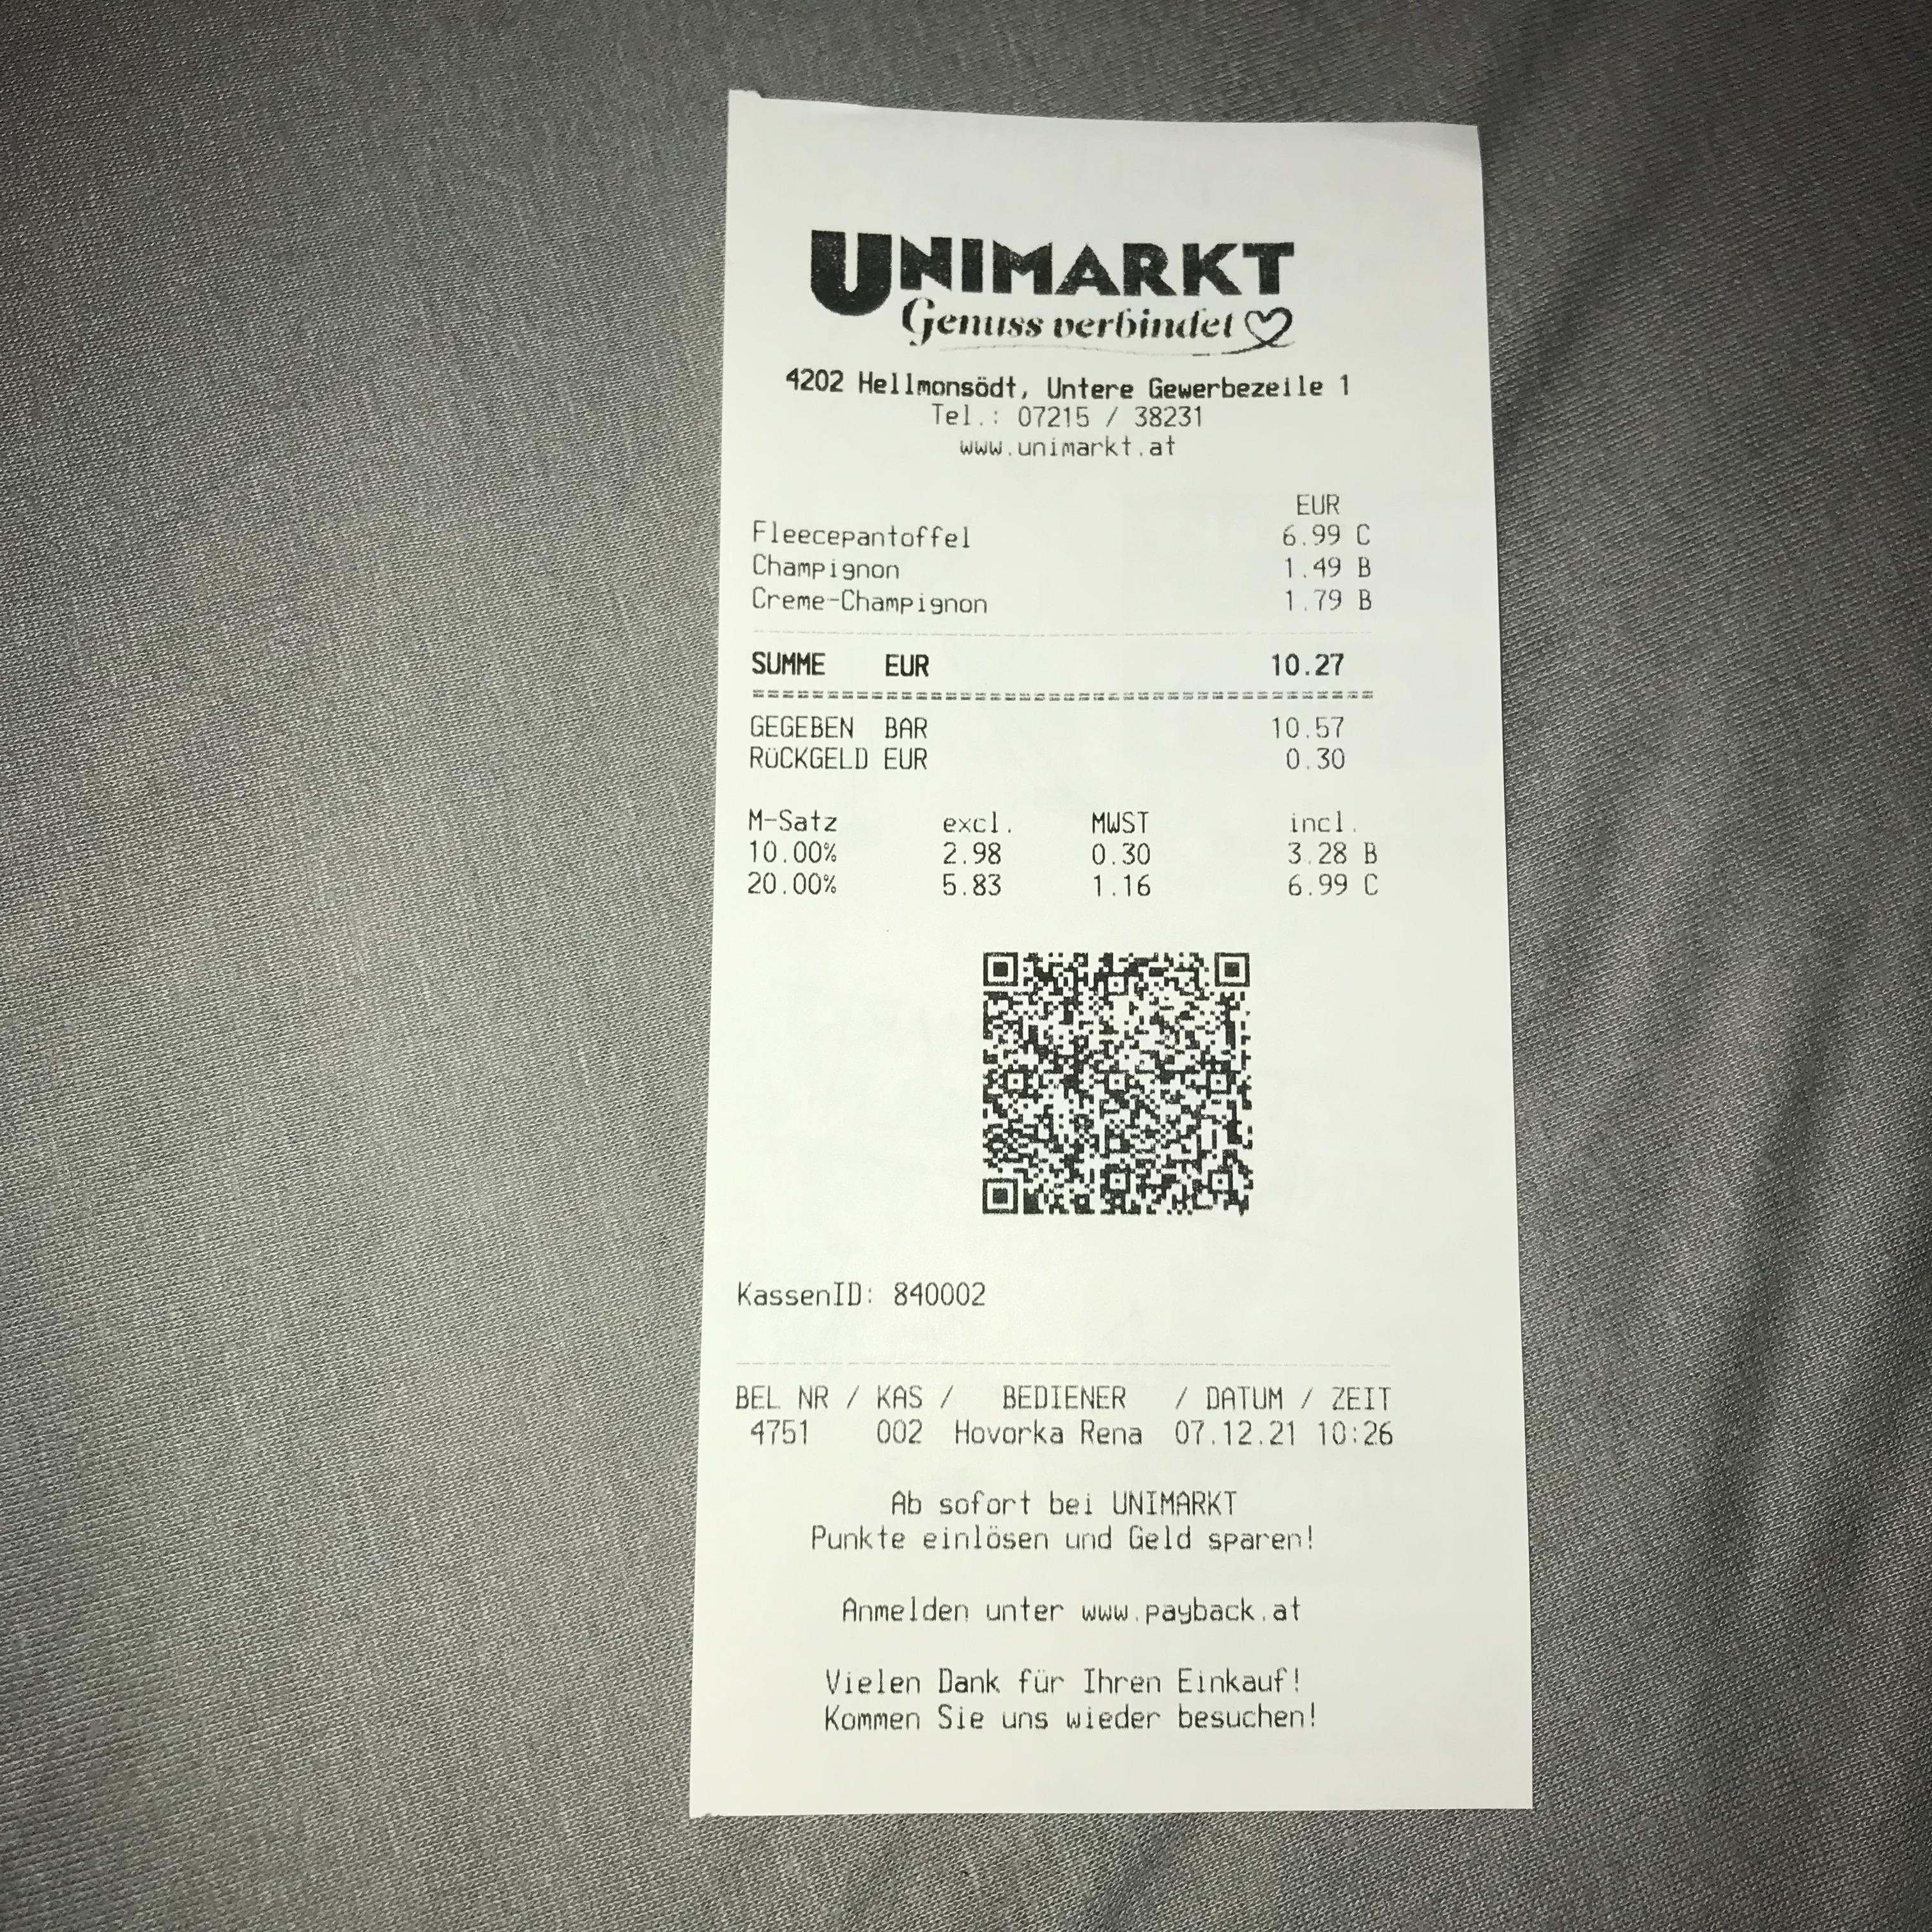 UNIMARKT
Genuss verbindet
4202 Hellmonsödt, Untere Gewerbezeile 1
Tel.: 07215 / 38231
www.unimarkt.at
EUR
Fleecepantoffel 6.99 C
Champignon 1.49 B
Creme-Champignon 1.79 B
SUMME EUR 10.27
GEGEBEN BAR 10.57
RÜCKGELD EUR 0.30
M-Satz excl. MWST incl.
10.00% 2.98 0.30 3.28 B
20.00% 5.83 1.16 6.99 C
KassenID: 840002
BEL NR / KAS / BEDIENER / DATUM / ZEIT
4751 002 Hovorka Rena 07.12.21 10:26
Ab sofort bei UNIMARKT
Punkte einlösen und Geld sparen!
Anmelden unter www.payback.at
Vielen Dank für Ihren Einkauf!
Kommen Sie uns wieder besuchen!